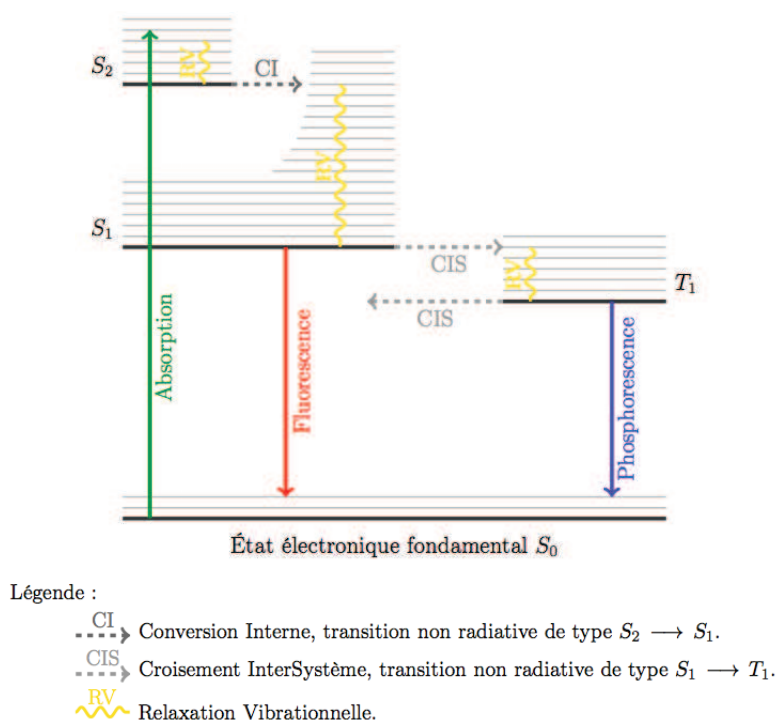 S₂
RV
CI
RV
S₁
CIS
RV
T₁
CIS
Absorption
Fluorescence
Phosphorescence
État électronique fondamental S₀
Légende :
CI
Conversion Interne, transition non radiative de type S₂ ⟶ S₁.
CIS
Croisement InterSystème, transition non radiative de type S₁ ⟶ T₁.
RV
Relaxation Vibrationnelle.